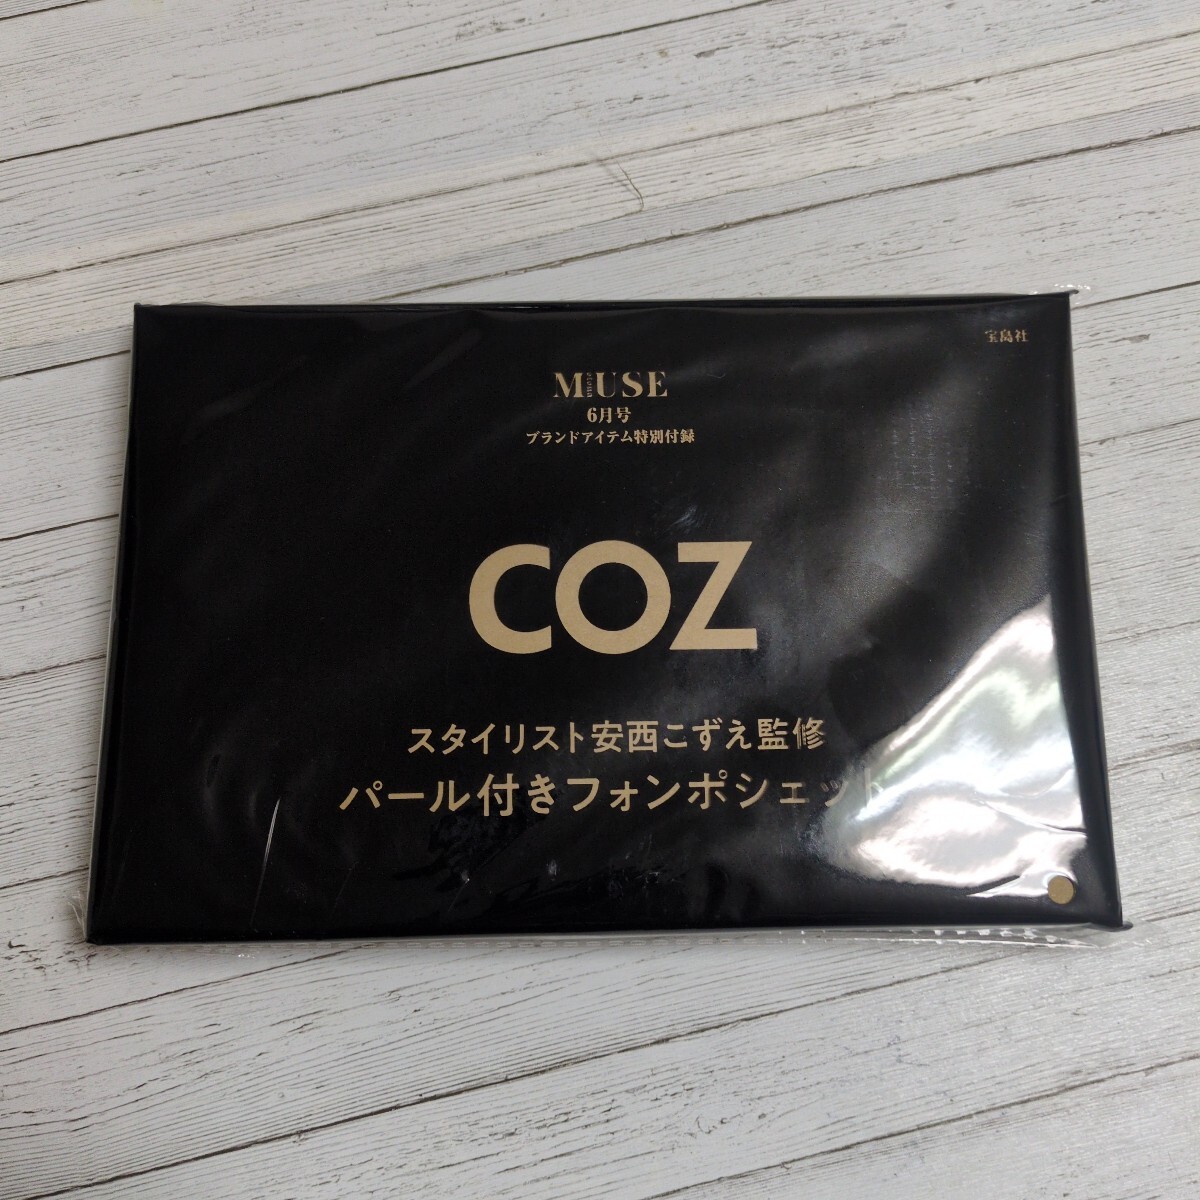 宝島社
otona MUSE
6月号
ブランドアイテム特別付録
COZ
スタイリスト安西こずえ監修
パール付きフォンポシェット